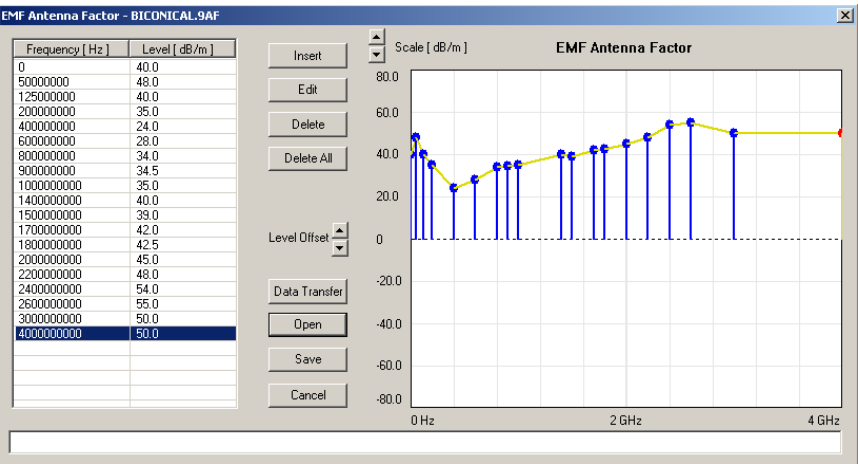 EMF Antenna Factor - BICONICAL.9AF
Frequency [ Hz ] Level [ dB/m ]
0 40.0
50000000 48.0
125000000 40.0
200000000 35.0
400000000 24.0
600000000 28.0
800000000 34.0
900000000 34.5
1000000000 35.0
1400000000 40.0
1500000000 39.0
1700000000 42.0
1800000000 42.5
2000000000 45.0
2200000000 48.0
2400000000 54.0
2600000000 55.0
3000000000 50.0
4000000000 50.0
Insert
Edit
Delete
Delete All
Level Offset
Data Transfer
Open
Save
Cancel
Scale [ dB/m ]
EMF Antenna Factor
80.0
60.0
40.0
20.0
0
-20.0
-40.0
-60.0
-80.0
0 Hz 2 GHz 4 GHz